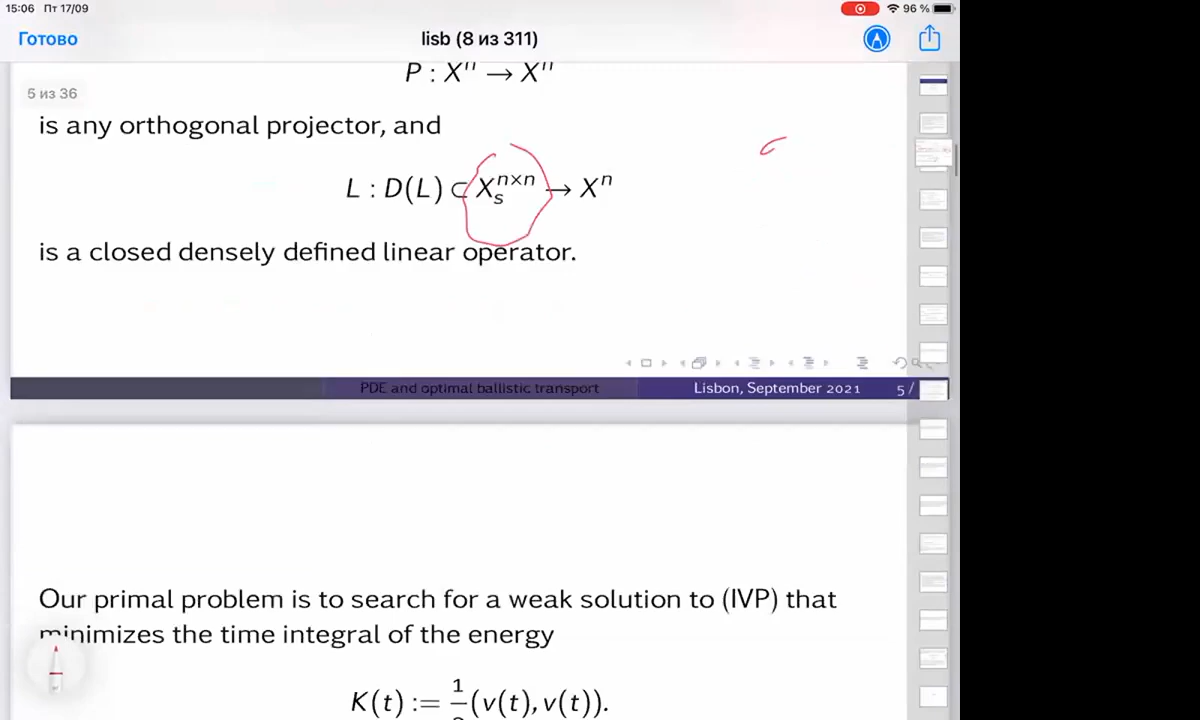 15:06 Пт 17/09 96 %
Готово lisb (8 из 311)
P : Xⁿ → Xⁿ
5 из 36
is any orthogonal projector, and
L : D(L) ⊂ Xₛⁿˣⁿ → Xⁿ
is a closed densely defined linear operator.
PDE and optimal ballistic transport Lisbon, September 2021 5 /
Our primal problem is to search for a weak solution to (IVP) that
minimizes the time integral of the energy
K(t) := 1/2 (v(t), v(t)).